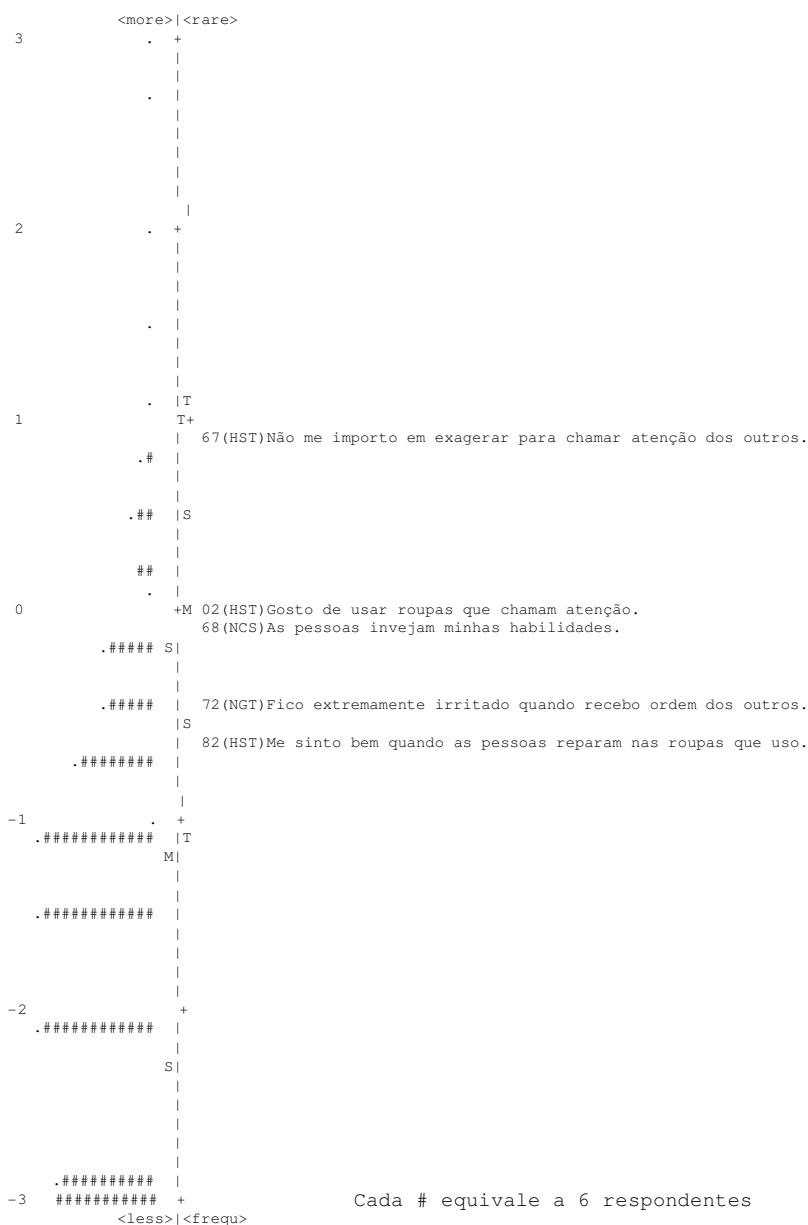 <more>|<rare>
3 . +
|
|
. |
|
|
|
|
|
|
2 . +
|
|
|
|
. |
|
|
|
. |T
1 T+
| 67(HST)Não me importo em exagerar para chamar atenção dos outros.
.# |
|
|
.## |S
|
|
## |
. |
0 +M 02(HST)Gosto de usar roupas que chamam atenção.
68(NCS)As pessoas invejam minhas habilidades.
.##### S|
|
|
.##### | 72(NGT)Fico extremamente irritado quando recebo ordem dos outros.
|S
| 82(HST)Me sinto bem quando as pessoas reparam nas roupas que uso.
.######## |
|
|
-1 . +
.############ |T
M|
|
|
.############ |
|
|
|
|
-2 +
.############ |
|
S|
|
|
|
|
|
.########## |
-3 ########### + Cada # equivale a 6 respondentes
<less>|<frequ>